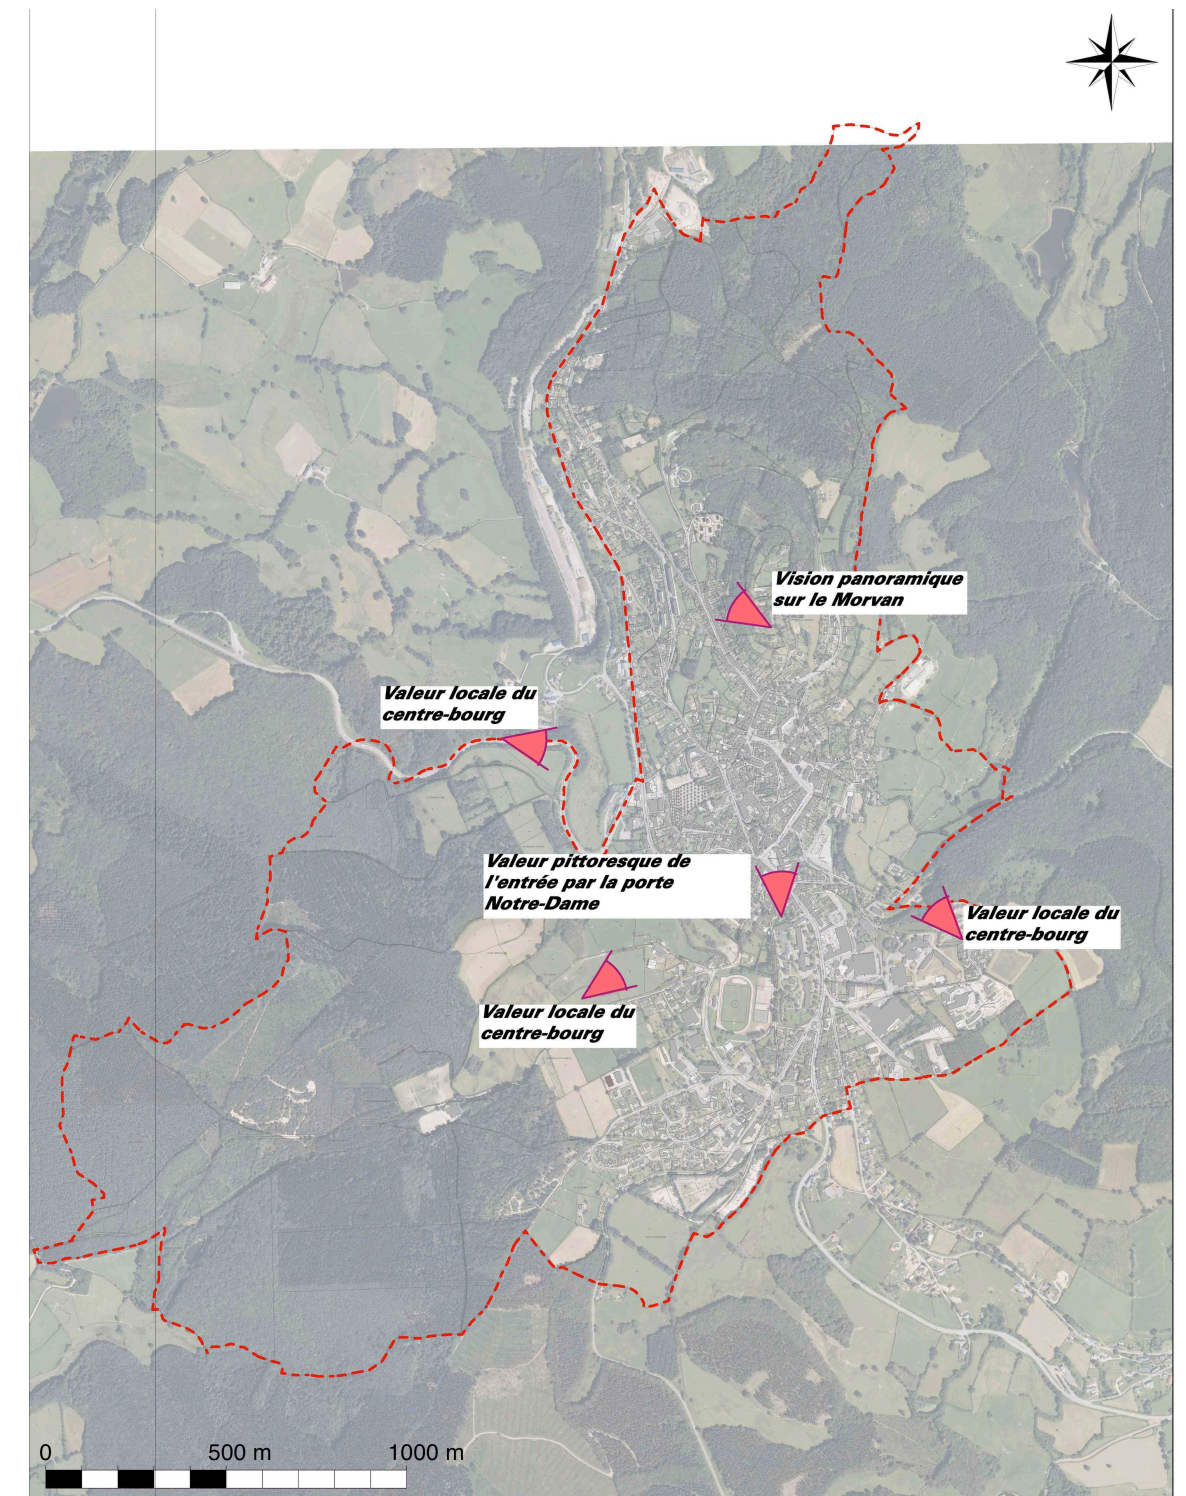 Vision panoramique
sur le Morvan
Valeur locale du
centre-bourg
Valeur pittoresque de
l'entrée par la porte
Notre-Dame
Valeur locale du
centre-bourg
Valeur locale du
centre-bourg
0 500 m 1000 m